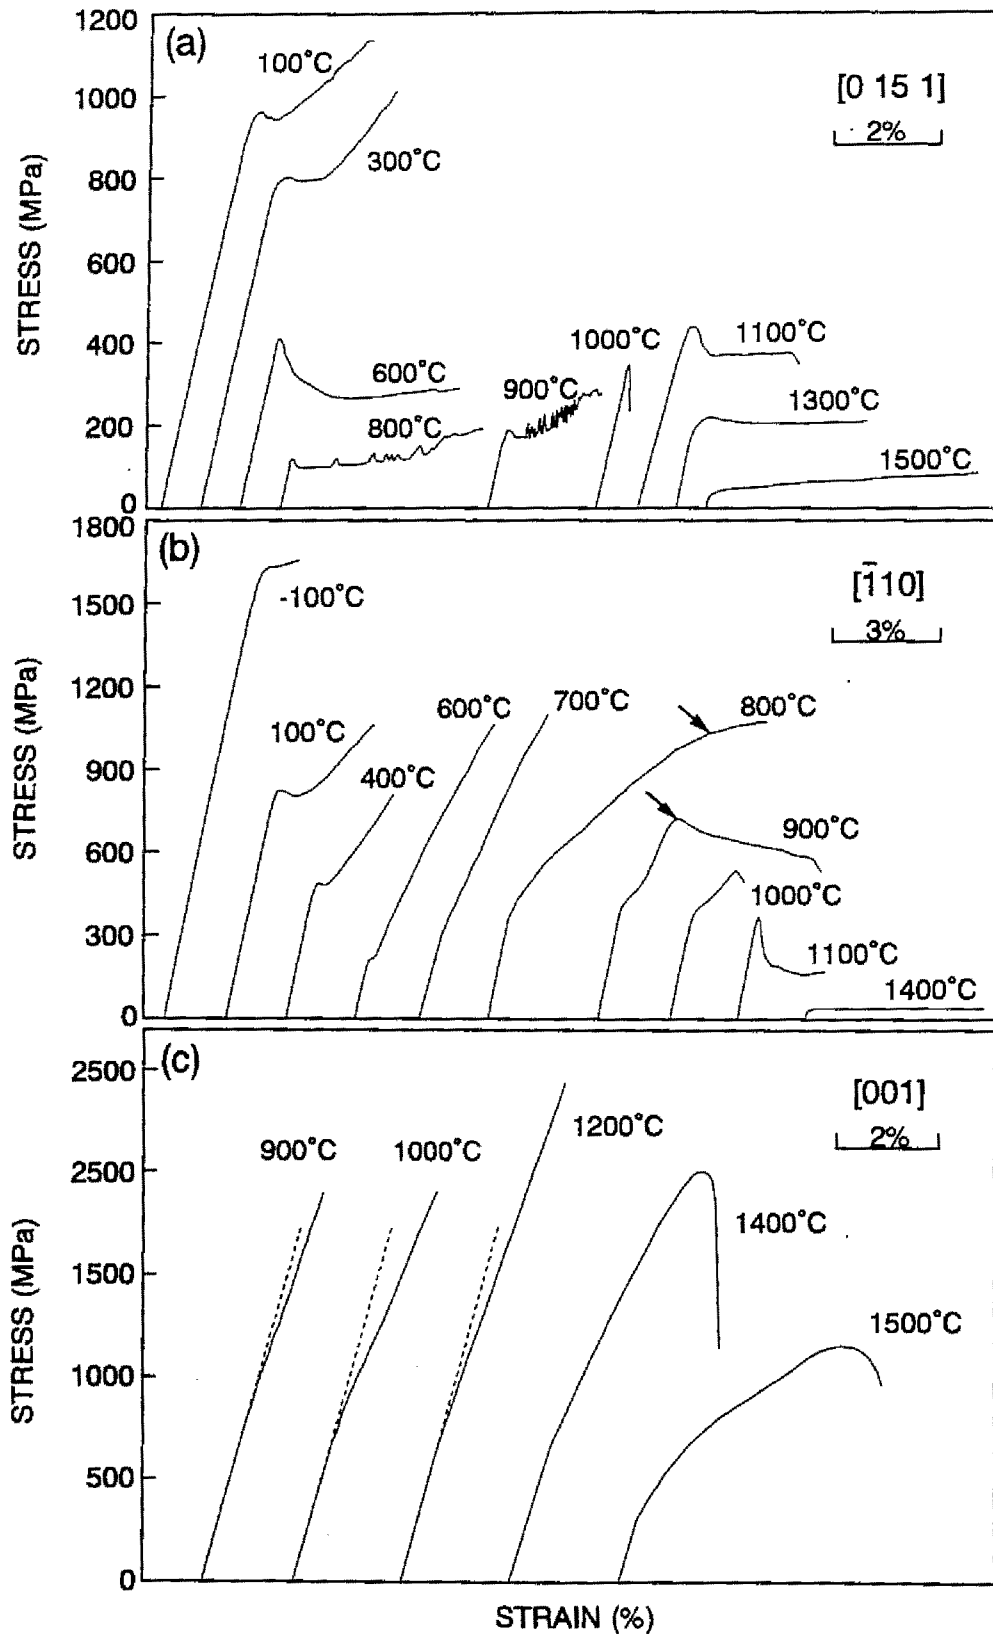 (a)
1200
1000
800
600
400
200
0
STRESS (MPa)
100°C
300°C
600°C
800°C
900°C
1000°C
1100°C
1300°C
1500°C
[0 15 1]
2%
(b)
1800
1500
1200
900
600
300
0
STRESS (MPa)
-100°C
100°C
400°C
600°C
700°C
800°C
900°C
1000°C
1100°C
1400°C
[1̄10]
3%
(c)
2500
2500
1500
1000
500
0
STRESS (MPa)
900°C
1000°C
1200°C
1400°C
1500°C
[001]
2%
STRAIN (%)